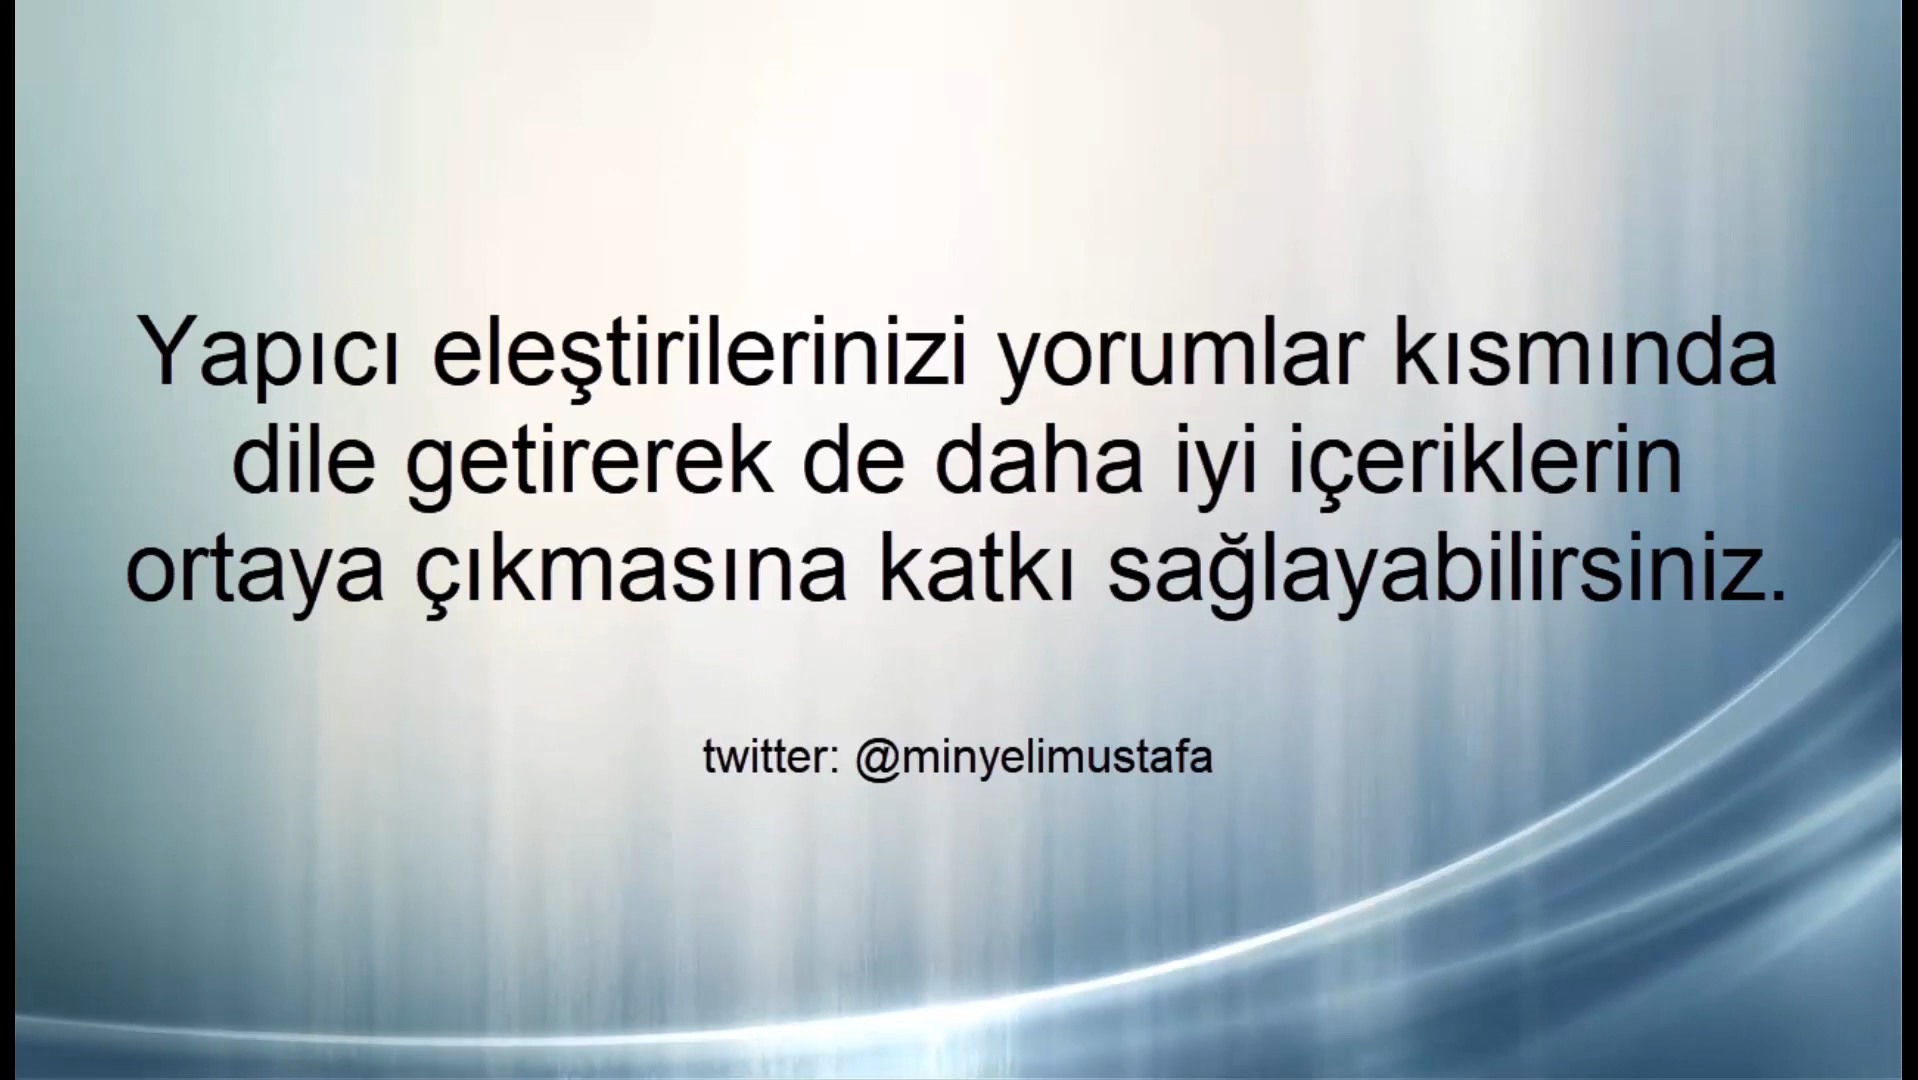 Yapıcı eleştirilerinizi yorumlar kısmında
dile getirerek de daha iyi içeriklerin
ortaya çıkmasına katkı sağlayabilirsiniz.
twitter: @minyelimustafa